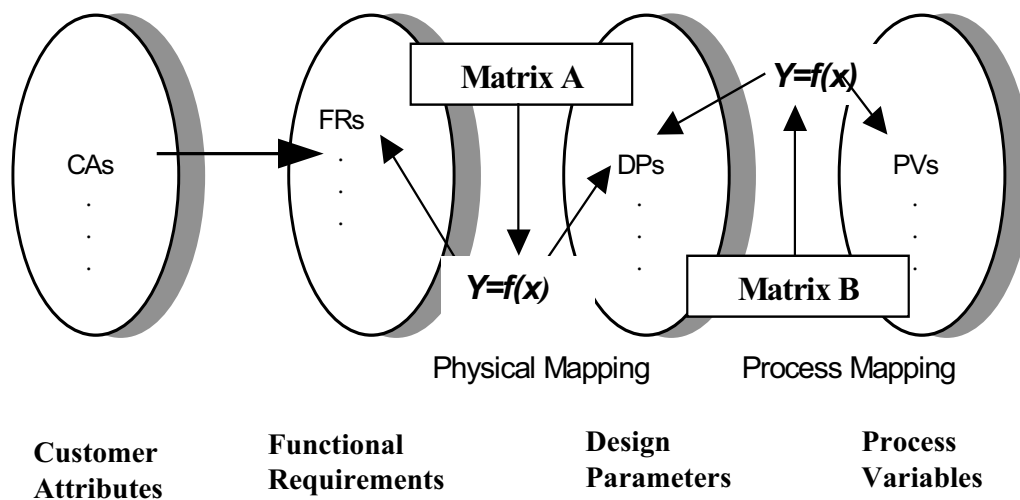 Matrix A
Y=f(x)
FRs
CAs
DPs
PVs
Y=f(x)
Matrix B
Physical Mapping
Process Mapping
Customer
Attributes
Functional
Requirements
Design
Parameters
Process
Variables